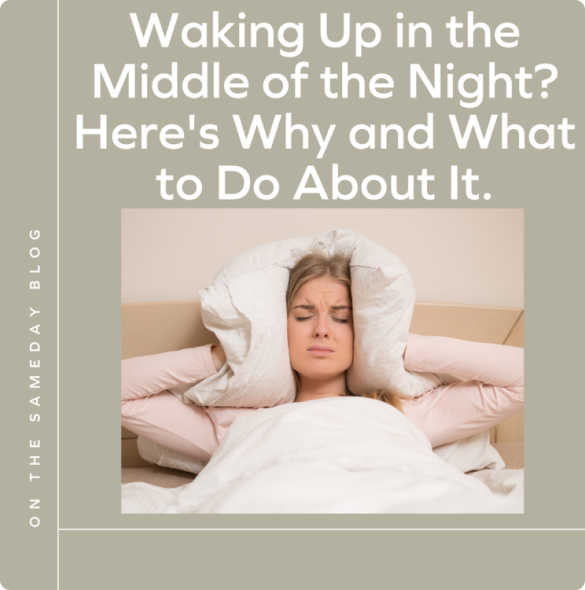 Waking Up in the
Middle of the Night?
Here's Why and What
to Do About It.
ON THE SAMEDAY BLOG